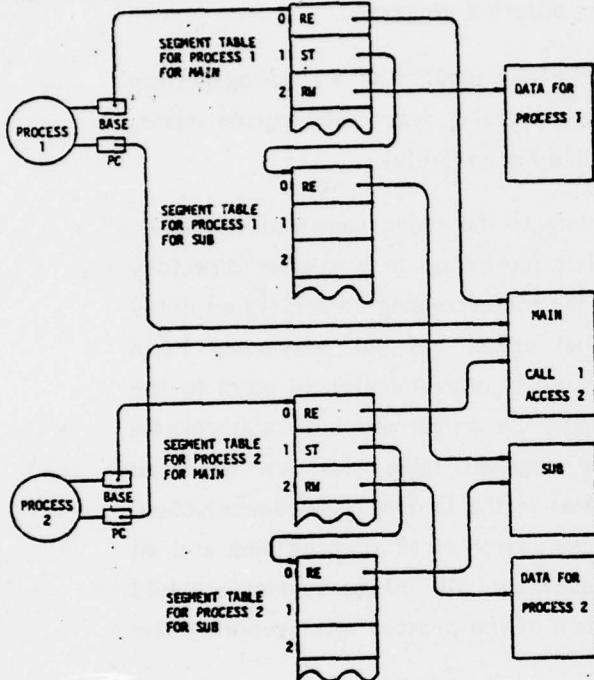 0 RE
1 ST
2 RW
SEGMENT TABLE
FOR PROCESS 1
FOR MAIN
PROCESS
1
BASE
PC
DATA FOR
PROCESS 1
SEGMENT TABLE
FOR PROCESS 1
FOR SUB
0 RE
1
2
MAIN
CALL 1
ACCESS 2
SEGMENT TABLE
FOR PROCESS 2
FOR MAIN
0 RE
1 ST
2 RW
PROCESS
2
BASE
PC
SUB
SEGMENT TABLE
FOR PROCESS 2
FOR SUB
0 RE
1
2
DATA FOR
PROCESS 2